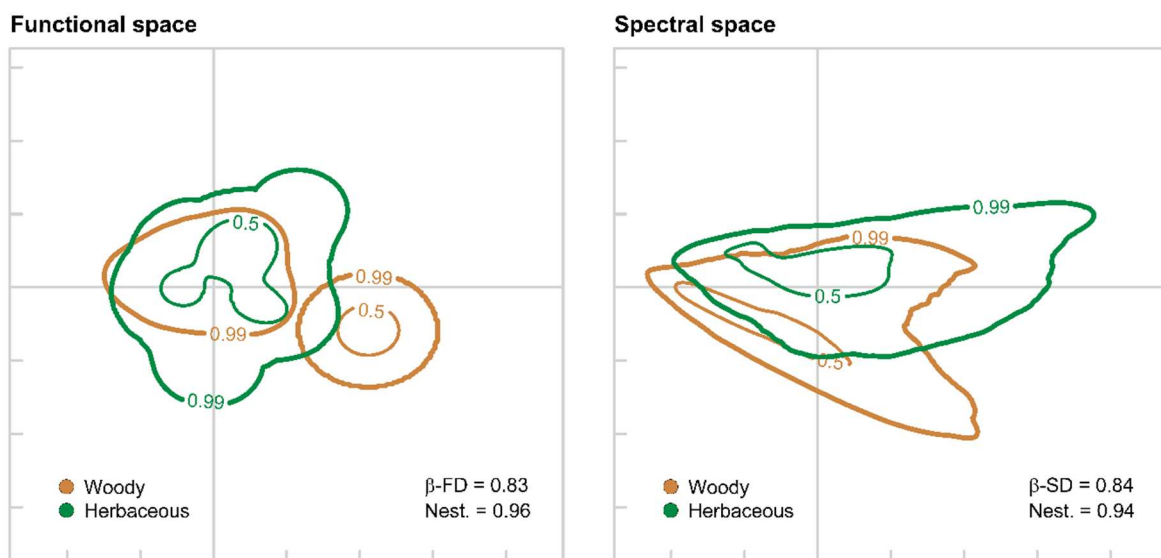 Functional space
0.5
0.99
0.99
0.5
0.99
Woody
Herbaceous
β-FD = 0.83
Nest. = 0.96
Spectral space
0.99
0.99
0.5
0.5
Woody
Herbaceous
β-SD = 0.84
Nest. = 0.94